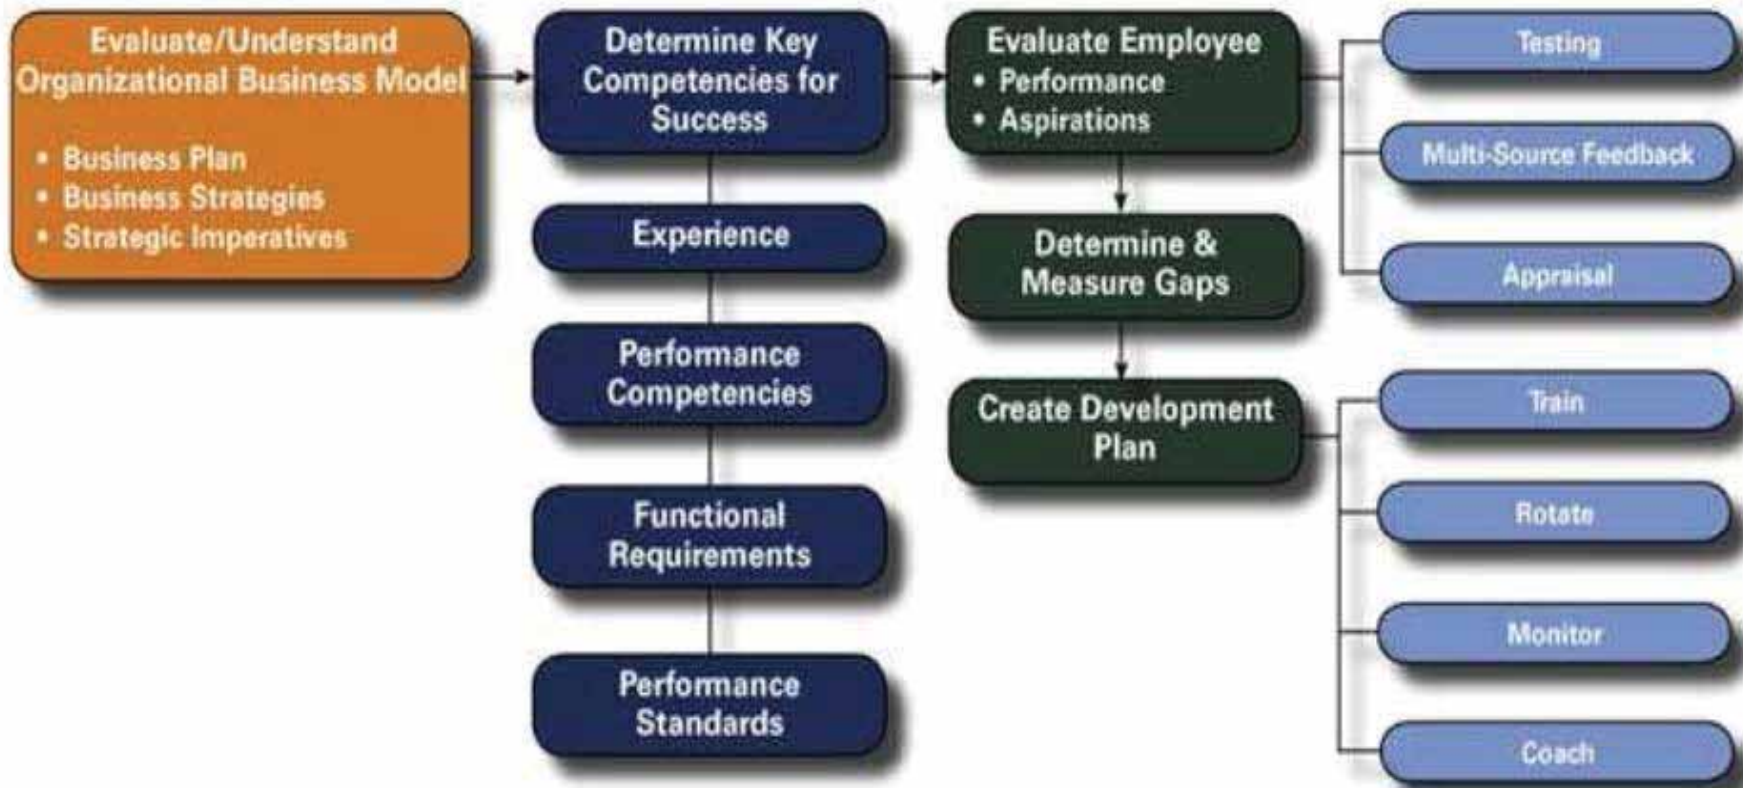 Evaluate/Understand
Organizational Business Model
• Business Plan
• Business Strategies
• Strategic Imperatives
Determine Key
Competencies for
Success
Experience
Performance
Competencies
Functional
Requirements
Performance
Standards
Evaluate Employee
• Performance
• Aspirations
Determine &
Measure Gaps
Create Development
Plan
Testing
Multi-Source Feedback
Appraisal
Train
Rotate
Monitor
Coach